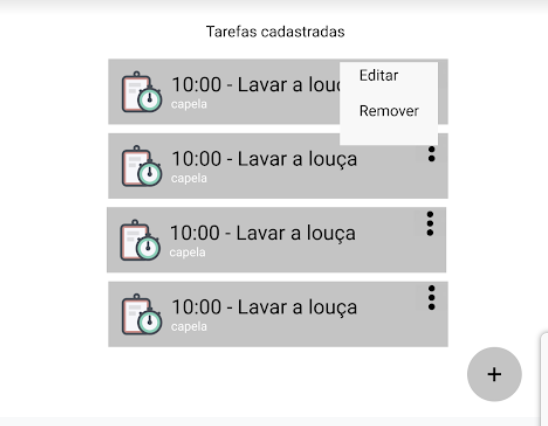 Tarefas cadastradas
10:00 - Lavar a
capela
Editar
Remover
10:00 - Lavar a louça
capela
10:00 - Lavar a louça
capela
10:00 - Lavar a louça
capela
+